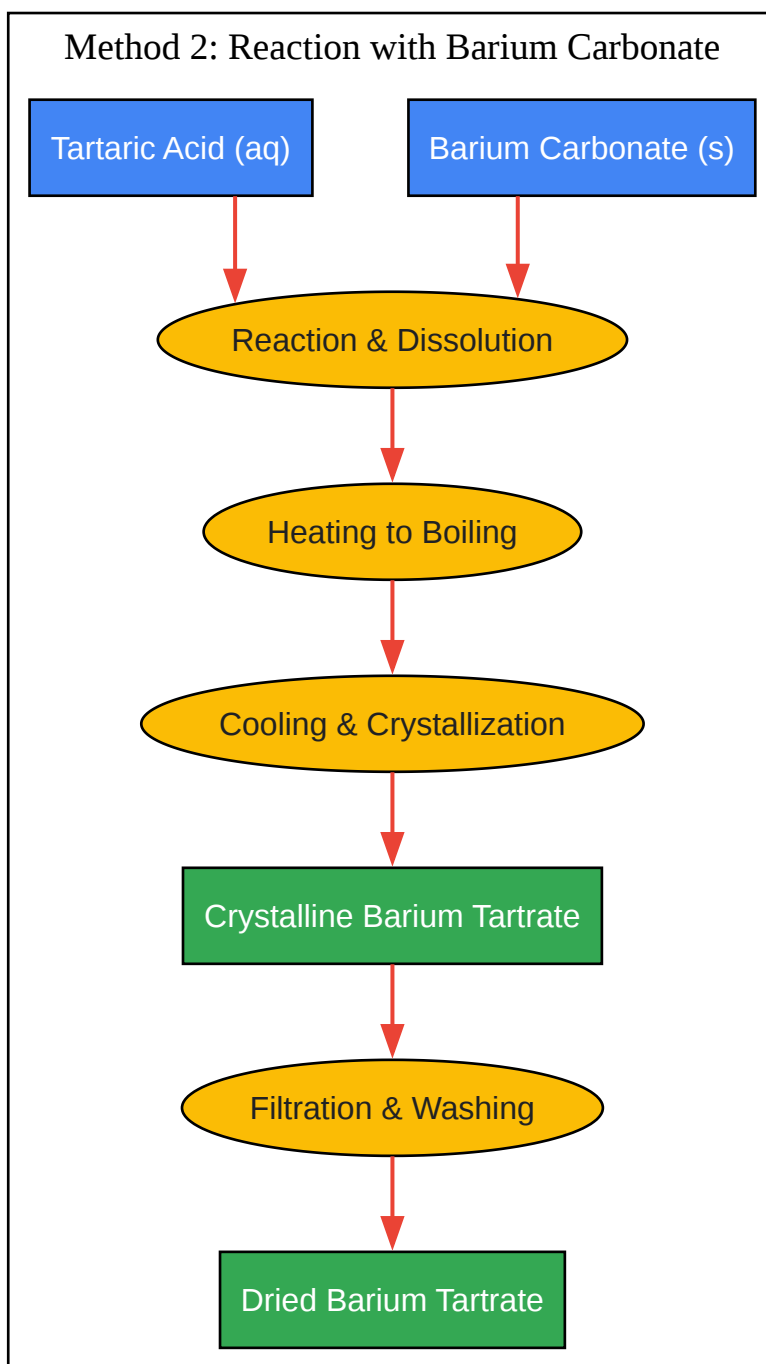 Method 2: Reaction with Barium Carbonate
Tartaric Acid (aq)
Barium Carbonate (s)
Reaction & Dissolution
Heating to Boiling
Cooling & Crystallization
Crystalline Barium Tartrate
Filtration & Washing
Dried Barium Tartrate